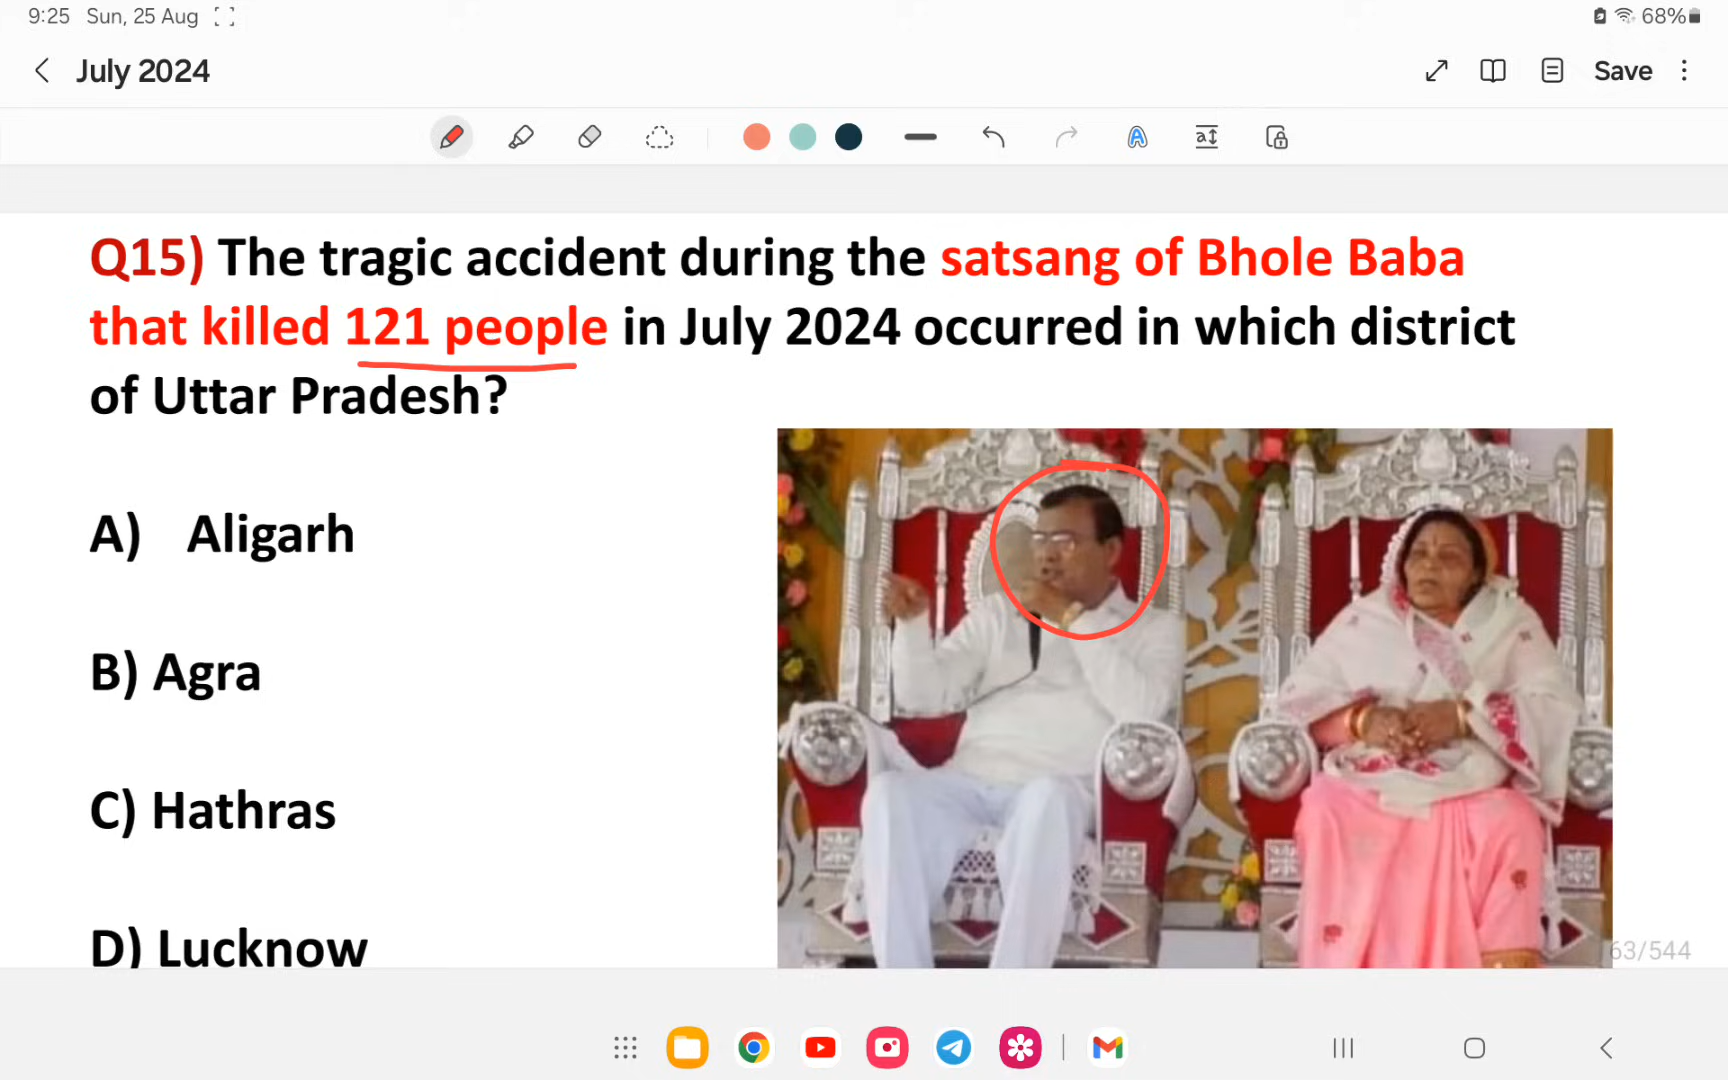 9:25 Sun, 25 Aug
68%
July 2024
Save
A
a
Q15) The tragic accident during the satsang of Bhole Baba
that killed 121 people in July 2024 occurred in which district
of Uttar Pradesh?
A) Aligarh
B) Agra
C) Hathras
D) Lucknow
63/544